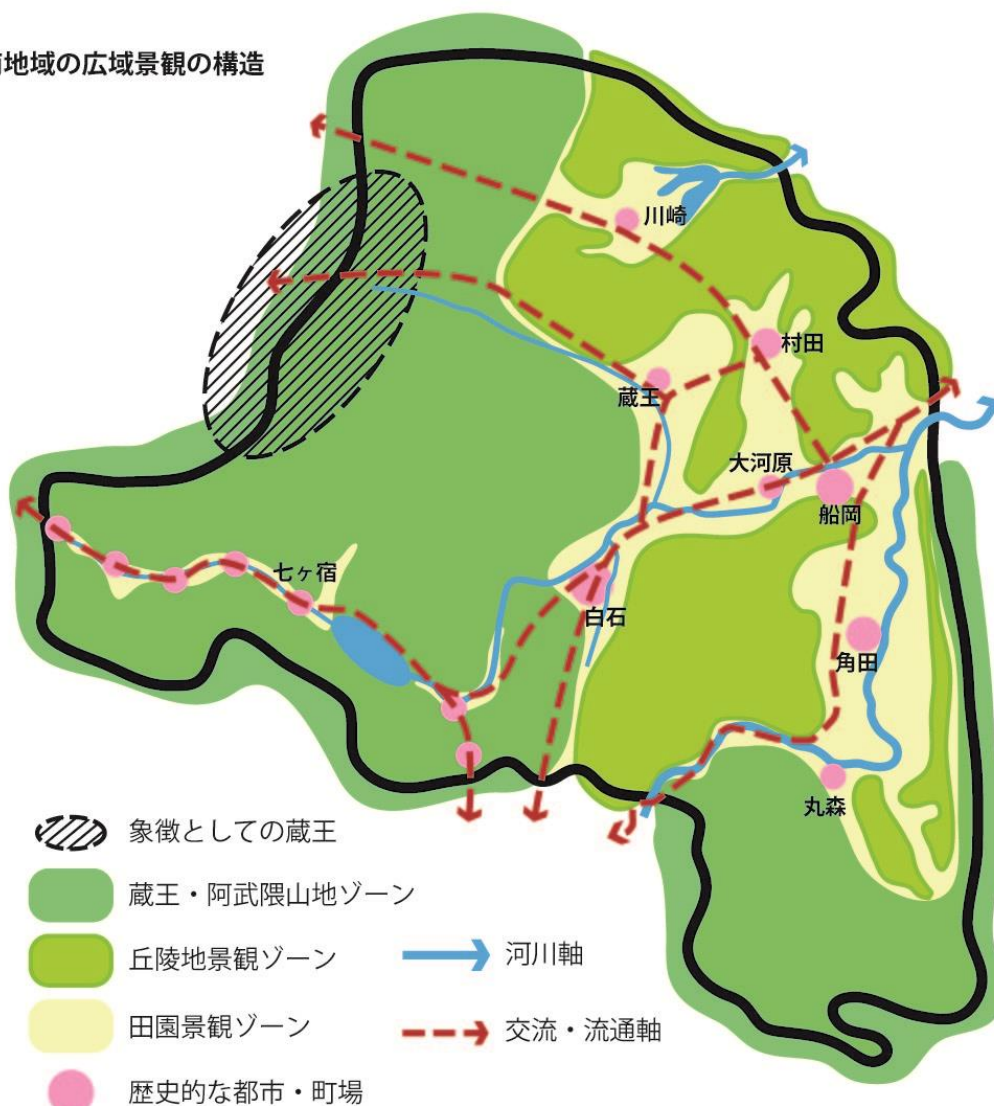 地域の広域景観の構造
川崎
村田
蔵王
大河原
船岡
七ヶ宿
白石
角田
丸森
象徴としての蔵王
蔵王・阿武隈山地ゾーン
丘陵地景観ゾーン
河川軸
田園景観ゾーン
交流・流通軸
歴史的な都市・町場